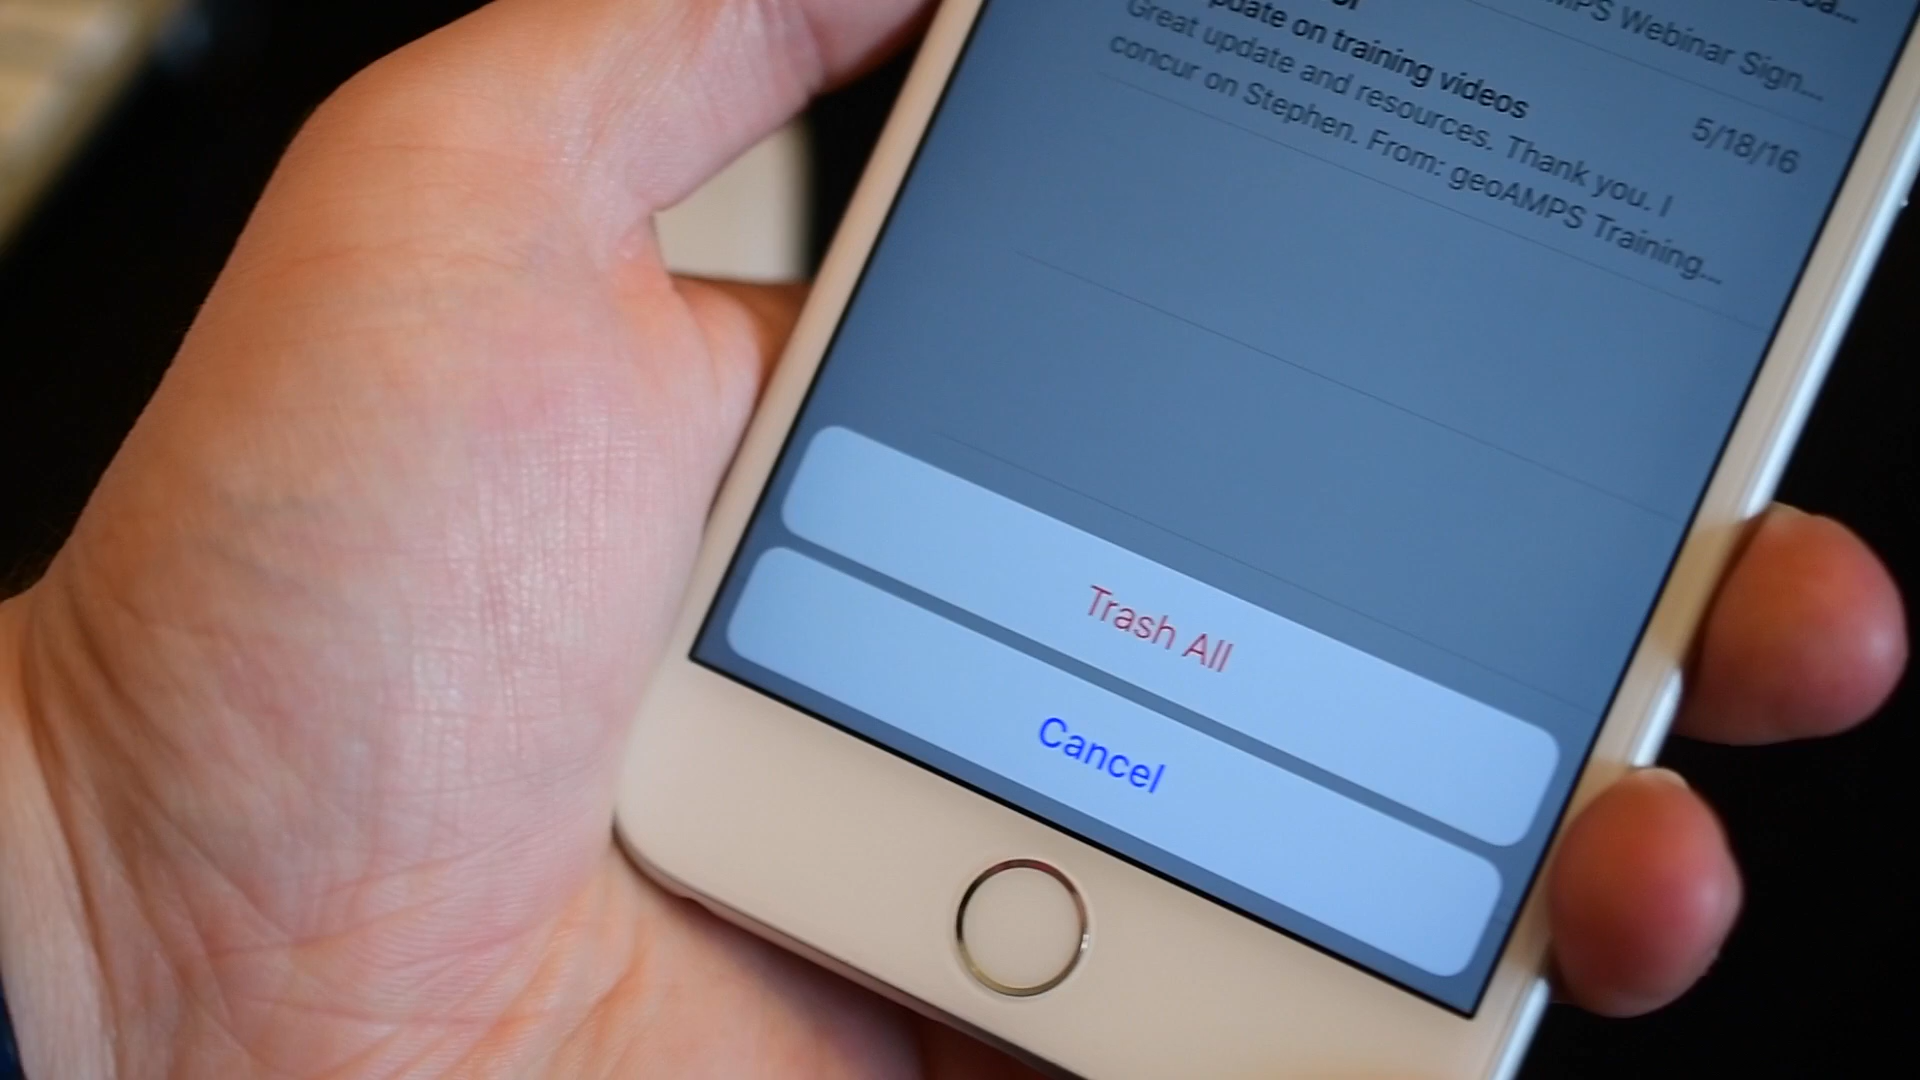 AMPS Webinar Sign...
pdate on training videos
5/18/16
Great update and resources. Thank you. I
concur on Stephen. From: geoAMPS Training...
Trash All
Cancel